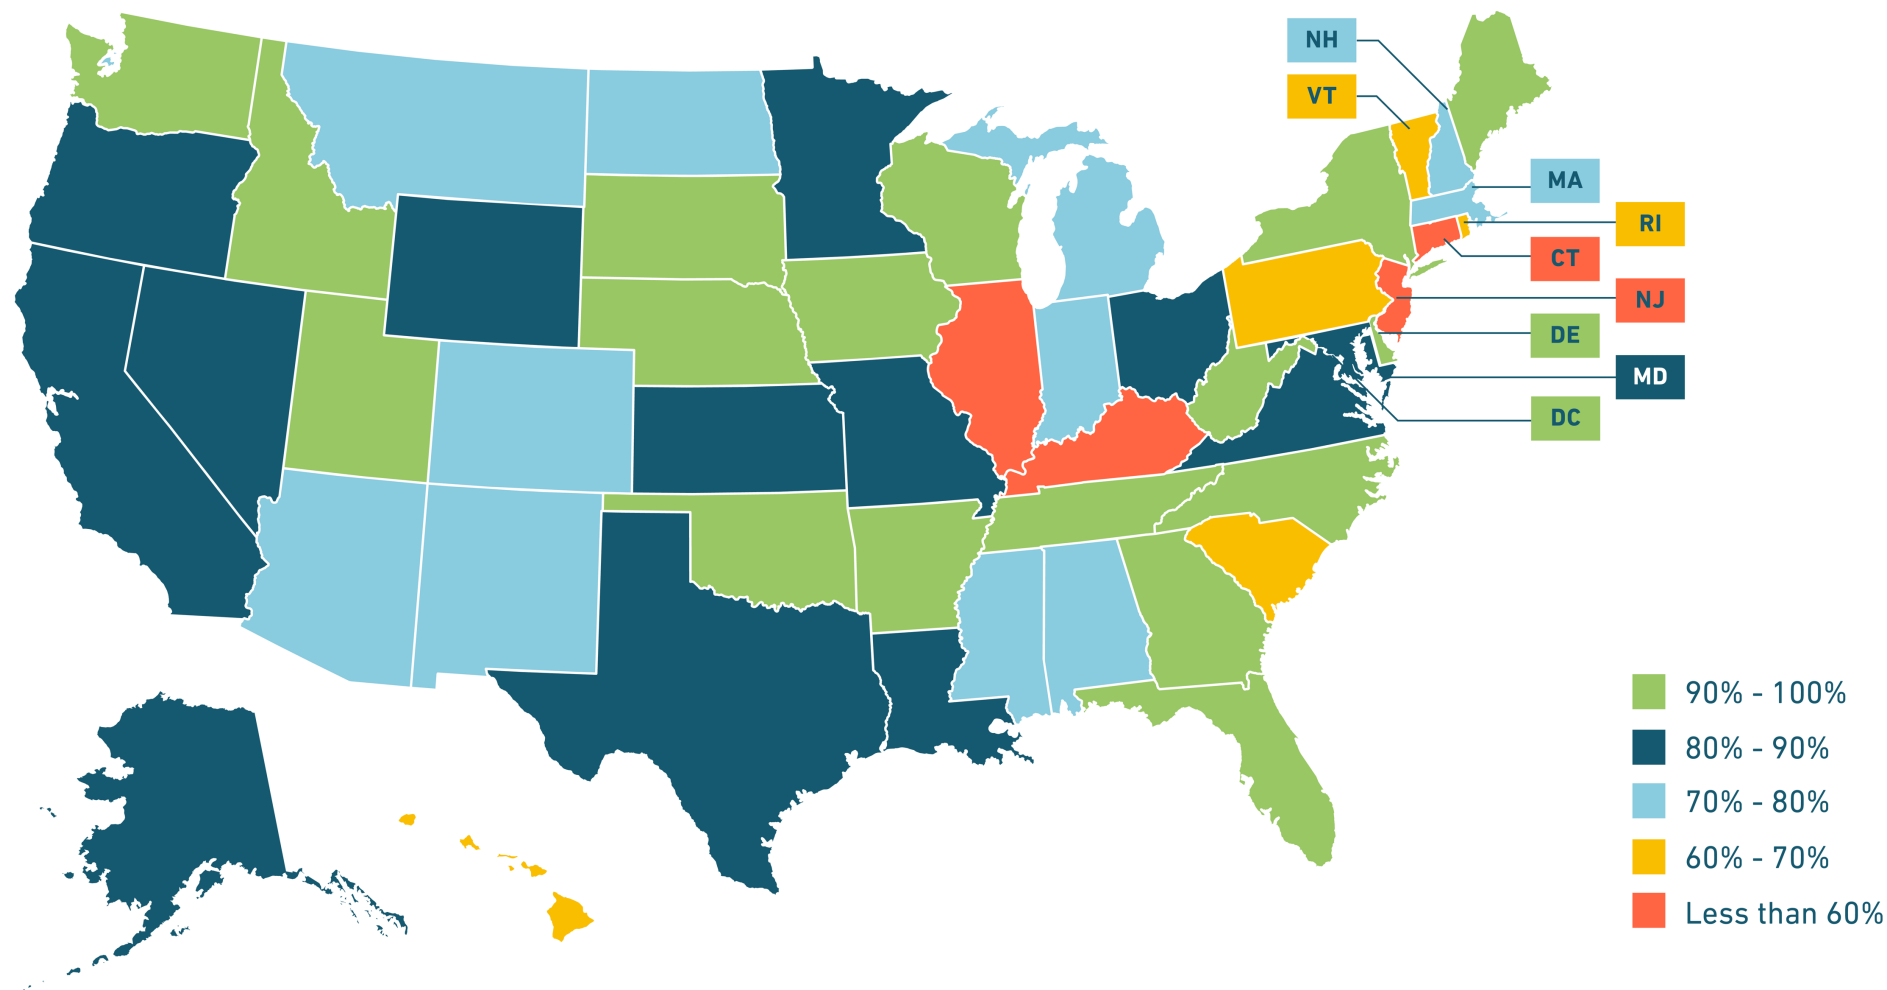 NH
VT
MA
RI
CT
NJ
DE
MD
DC
90% - 100%
80% - 90%
70% - 80%
60% - 70%
Less than 60%